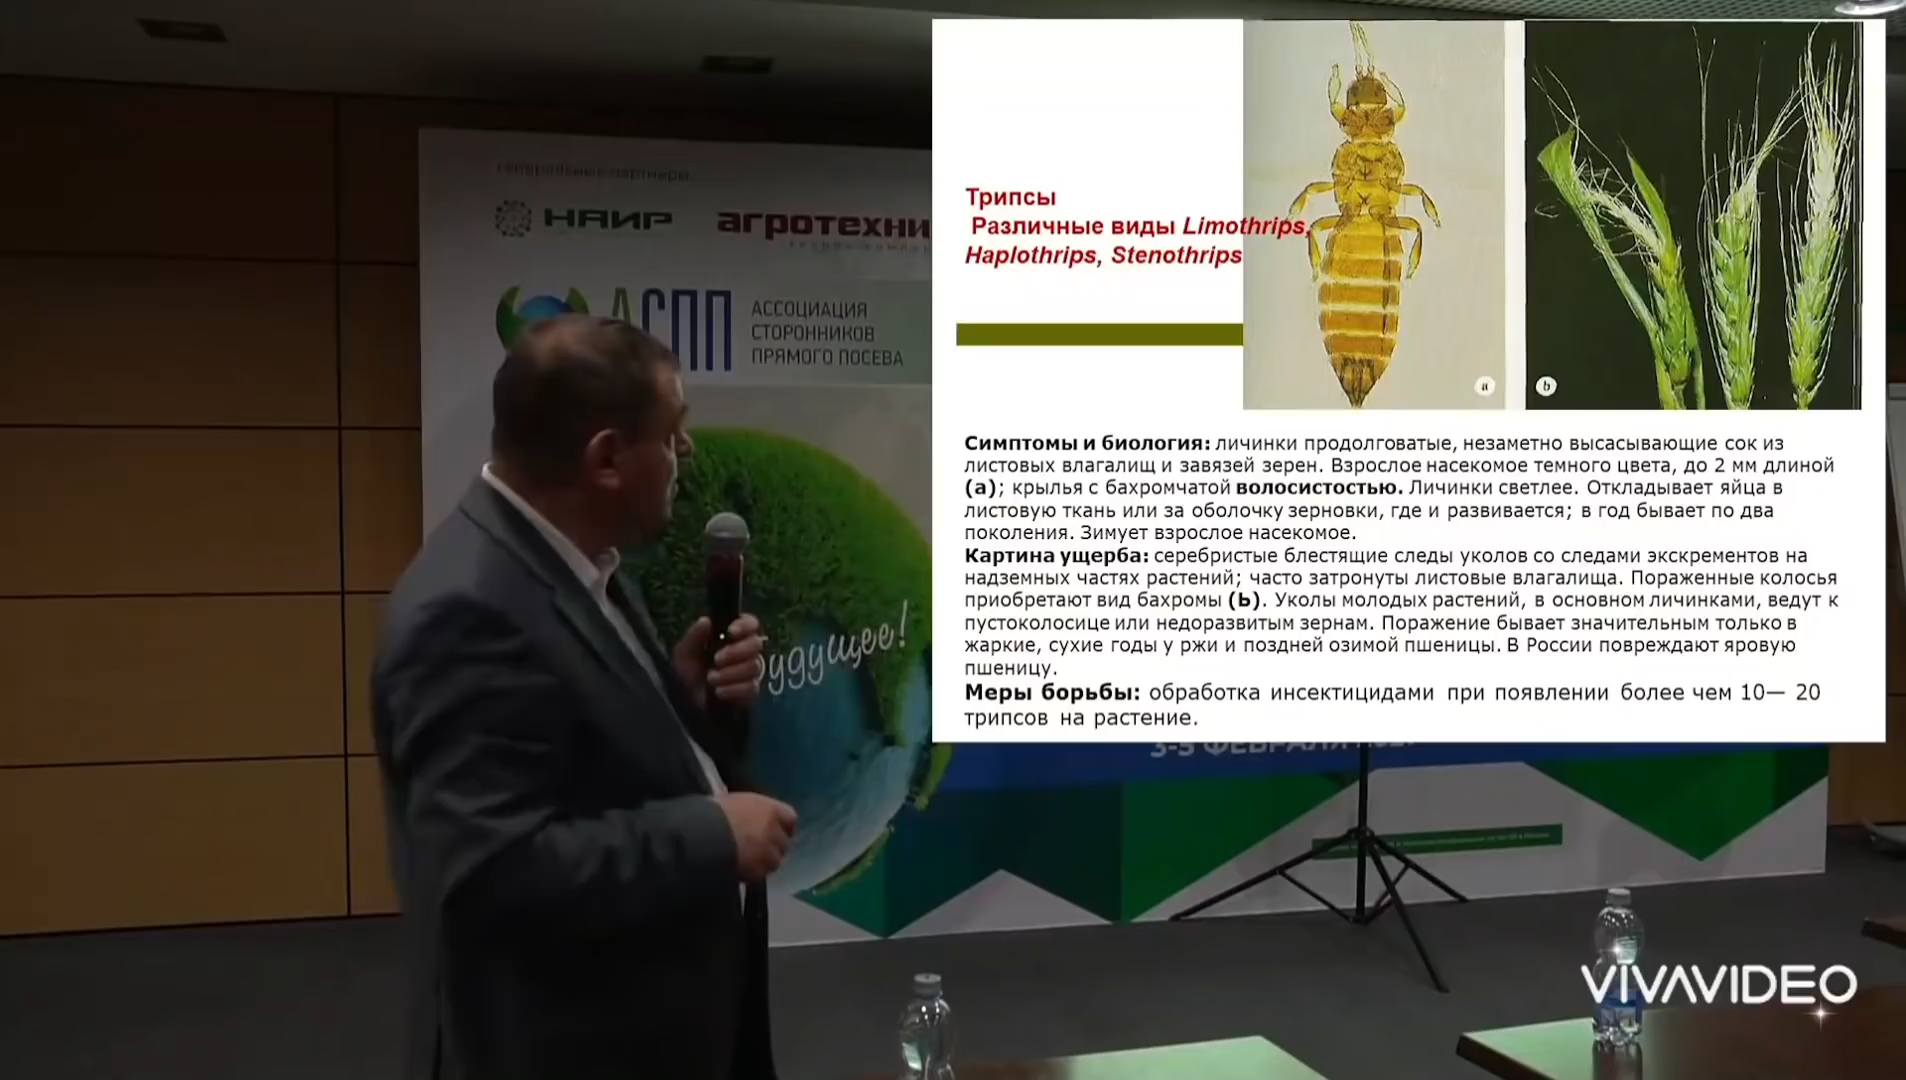 генеральные партнеры:
НАИР
агротехни
АСПП
АССОЦИАЦИЯ
СТОРОННИКОВ
ПРЯМОГО ПОСЕВА
будущее!
3-5 ФЕВРАЛЯ
Трипсы
Различные виды Limothrips,
Haplothrips, Stenothrips
a
b
Симптомы и биология: личинки продолговатые, незаметно высасывающие сок из
листовых влагалищ и завязей зерен. Взрослое насекомое темного цвета, до 2 мм длиной
(а); крылья с бахромчатой волосистостью. Личинки светлее. Откладывает яйца в
листовую ткань или за оболочку зерновки, где и развивается; в год бывает по два
поколения. Зимует взрослое насекомое.
Картина ущерба: серебристые блестящие следы уколов со следами экскрементов на
надземных частях растений; часто затронуты листовые влагалища. Пораженные колосья
приобретают вид бахромы (Ь). Уколы молодых растений, в основном личинками, ведут к
пустоколосице или недоразвитым зернам. Поражение бывает значительным только в
жаркие, сухие годы у ржи и поздней озимой пшеницы. В России повреждают яровую
пшеницу.
Меры борьбы: обработка инсектицидами при появлении более чем 10— 20
трипсов на растение.
VIVAVIDEO